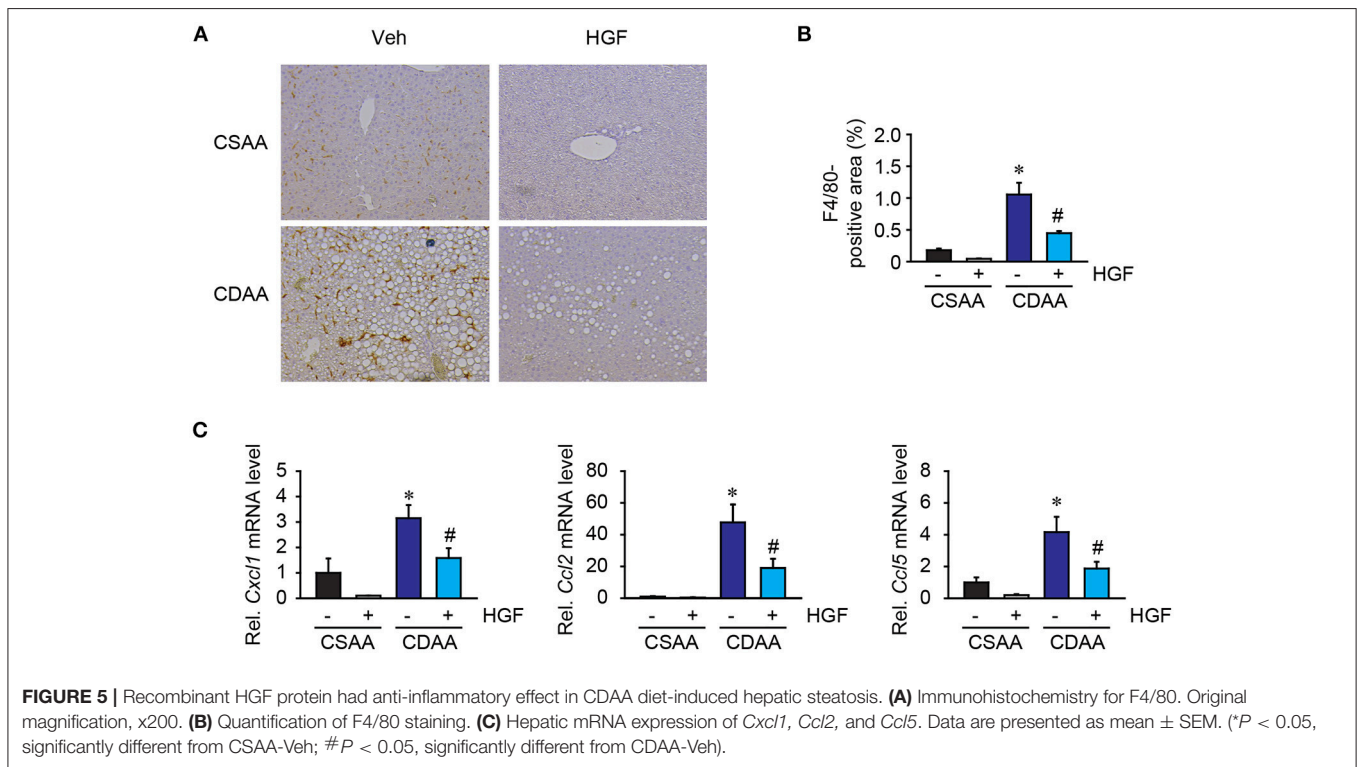 A
Veh
HGF
CSAA
CDAA
B
F4/80-
positive area (%)
2.0
1.5
1.0
0.5
0
*
#
- + - + HGF
CSAA CDAA
C
Rel. Cxcl1 mRNA level
5
4
3
2
1
0
*
#
- + - + HGF
CSAA CDAA
Rel. Ccl2 mRNA level
80
60
40
20
0
*
#
- + - + HGF
CSAA CDAA
Rel. Ccl5 mRNA level
8
6
4
2
0
*
#
- + - + HGF
CSAA CDAA
FIGURE 5 | Recombinant HGF protein had anti-inflammatory effect in CDAA diet-induced hepatic steatosis. (A) Immunohistochemistry for F4/80. Original
magnification, x200. (B) Quantification of F4/80 staining. (C) Hepatic mRNA expression of Cxcl1, Ccl2, and Ccl5. Data are presented as mean ± SEM. (*P < 0.05,
significantly different from CSAA-Veh; #P < 0.05, significantly different from CDAA-Veh).